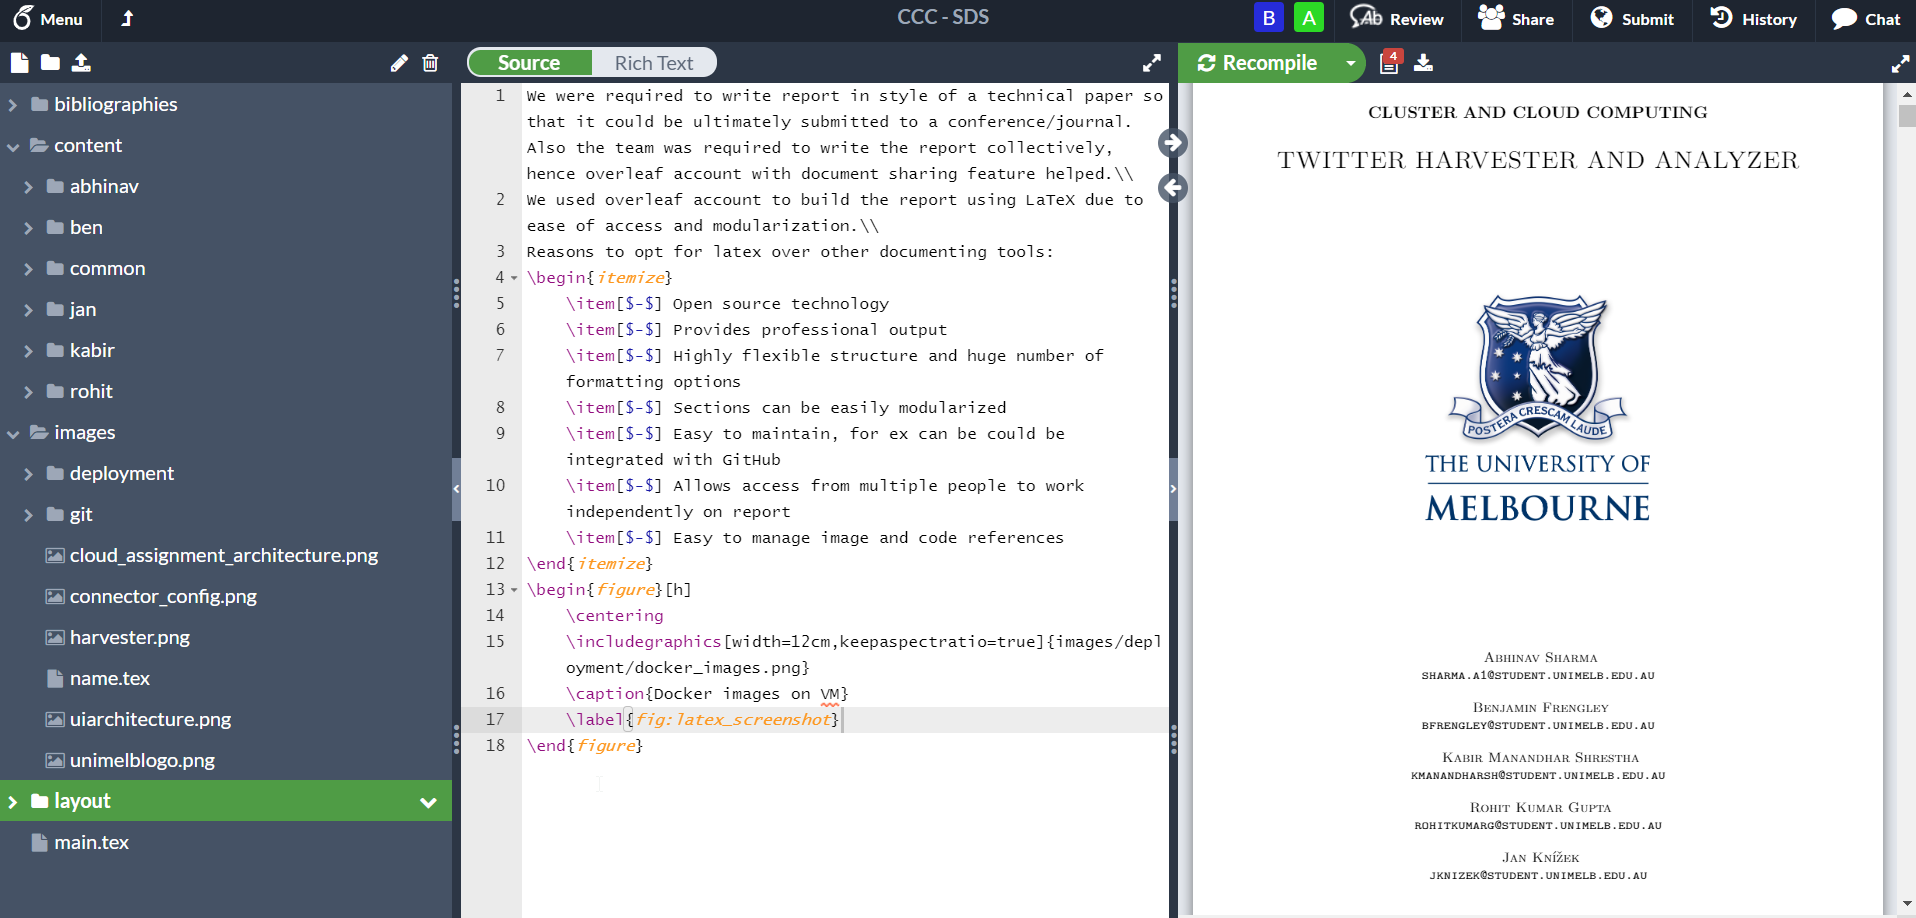 Menu
CCC - SDS
B
A
Review
Share
Submit
History
Chat
Source
Rich Text
Recompile
4
bibliographies
content
abhinav
ben
common
jan
kabir
rohit
images
deployment
git
cloud_assignment_architecture.png
connector_config.png
harvester.png
name.tex
uiarchitecture.png
unimelblogo.png
layout
main.tex
1 We were required to write report in style of a technical paper so
that it could be ultimately submitted to a conference/journal.
Also the team was required to write the report collectively,
hence overleaf account with document sharing feature helped.\\
2 We used overleaf account to build the report using LaTeX due to
ease of access and modularization.\\
3 Reasons to opt for latex over other documenting tools:
4 \begin{itemize}
5 \item[$-$] Open source technology
6 \item[$-$] Provides professional output
7 \item[$-$] Highly flexible structure and huge number of
formatting options
8 \item[$-$] Sections can be easily modularized
9 \item[$-$] Easy to maintain, for ex can be could be
integrated with GitHub
10 \item[$-$] Allows access from multiple people to work
independently on report
11 \item[$-$] Easy to manage image and code references
12 \end{itemize}
13 \begin{figure}[h]
14 \centering
15 \includegraphics[width=12cm,keepaspectratio=true]{images/depl
oyment/docker_images.png}
16 \caption{Docker images on VM}
17 \label{fig:latex_screenshot}
18 \end{figure}
CLUSTER AND CLOUD COMPUTING
TWITTER HARVESTER AND ANALYZER
POSTERA CRESCAM LAUDE
THE UNIVERSITY OF
MELBOURNE
Abhinav Sharma
SHARMA.A1@STUDENT.UNIMELB.EDU.AU
Benjamin Frengley
BFRENGLEY@STUDENT.UNIMELB.EDU.AU
Kabir Manandhar Shrestha
KMANANDHARSH@STUDENT.UNIMELB.EDU.AU
Rohit Kumar Gupta
ROHITKUMARG@STUDENT.UNIMELB.EDU.AU
Jan Knížek
JKNIZEK@STUDENT.UNIMELB.EDU.AU